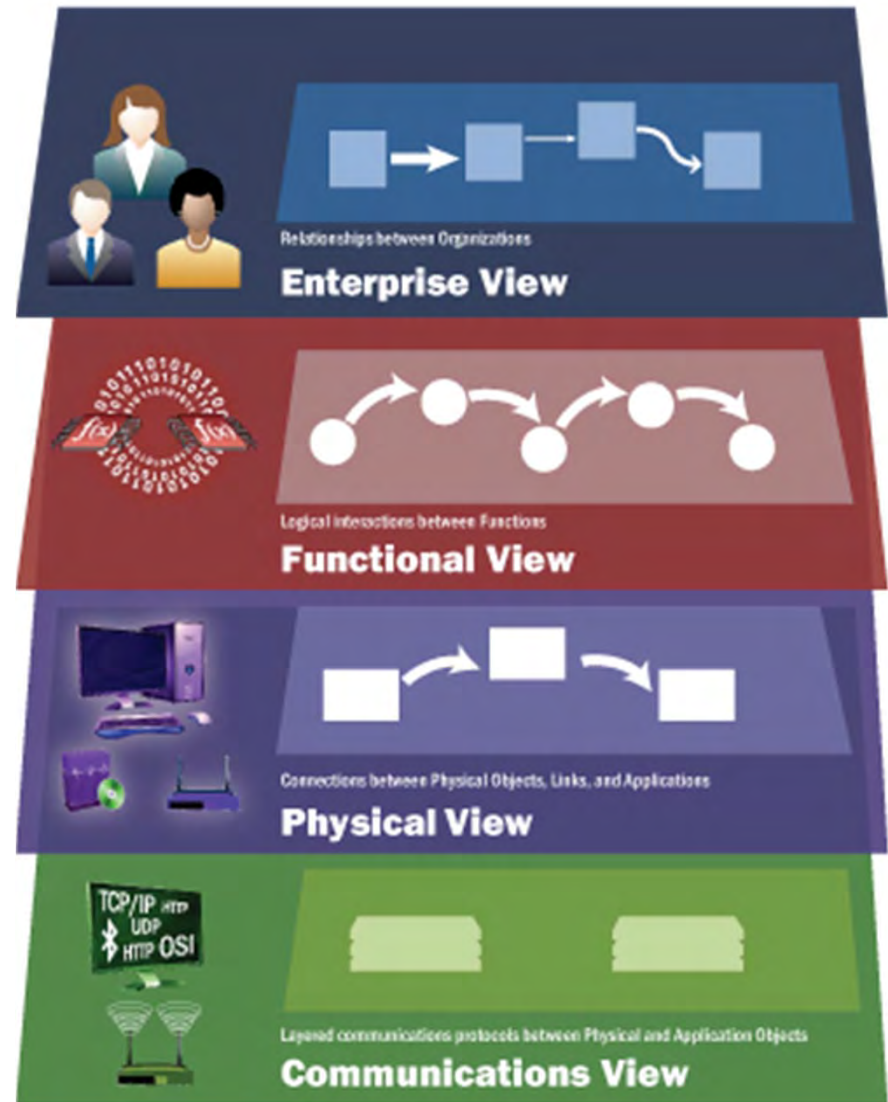 Relationships between Organizations
Enterprise View
f(x)
f(x)
Logical interactions between Functions
Functional View
Connections between Physical Objects, Links, and Applications
Physical View
TCP/IP HTTP
UDP
HTTP OSI
Layered communications protocols between Physical and Application Objects
Communications View